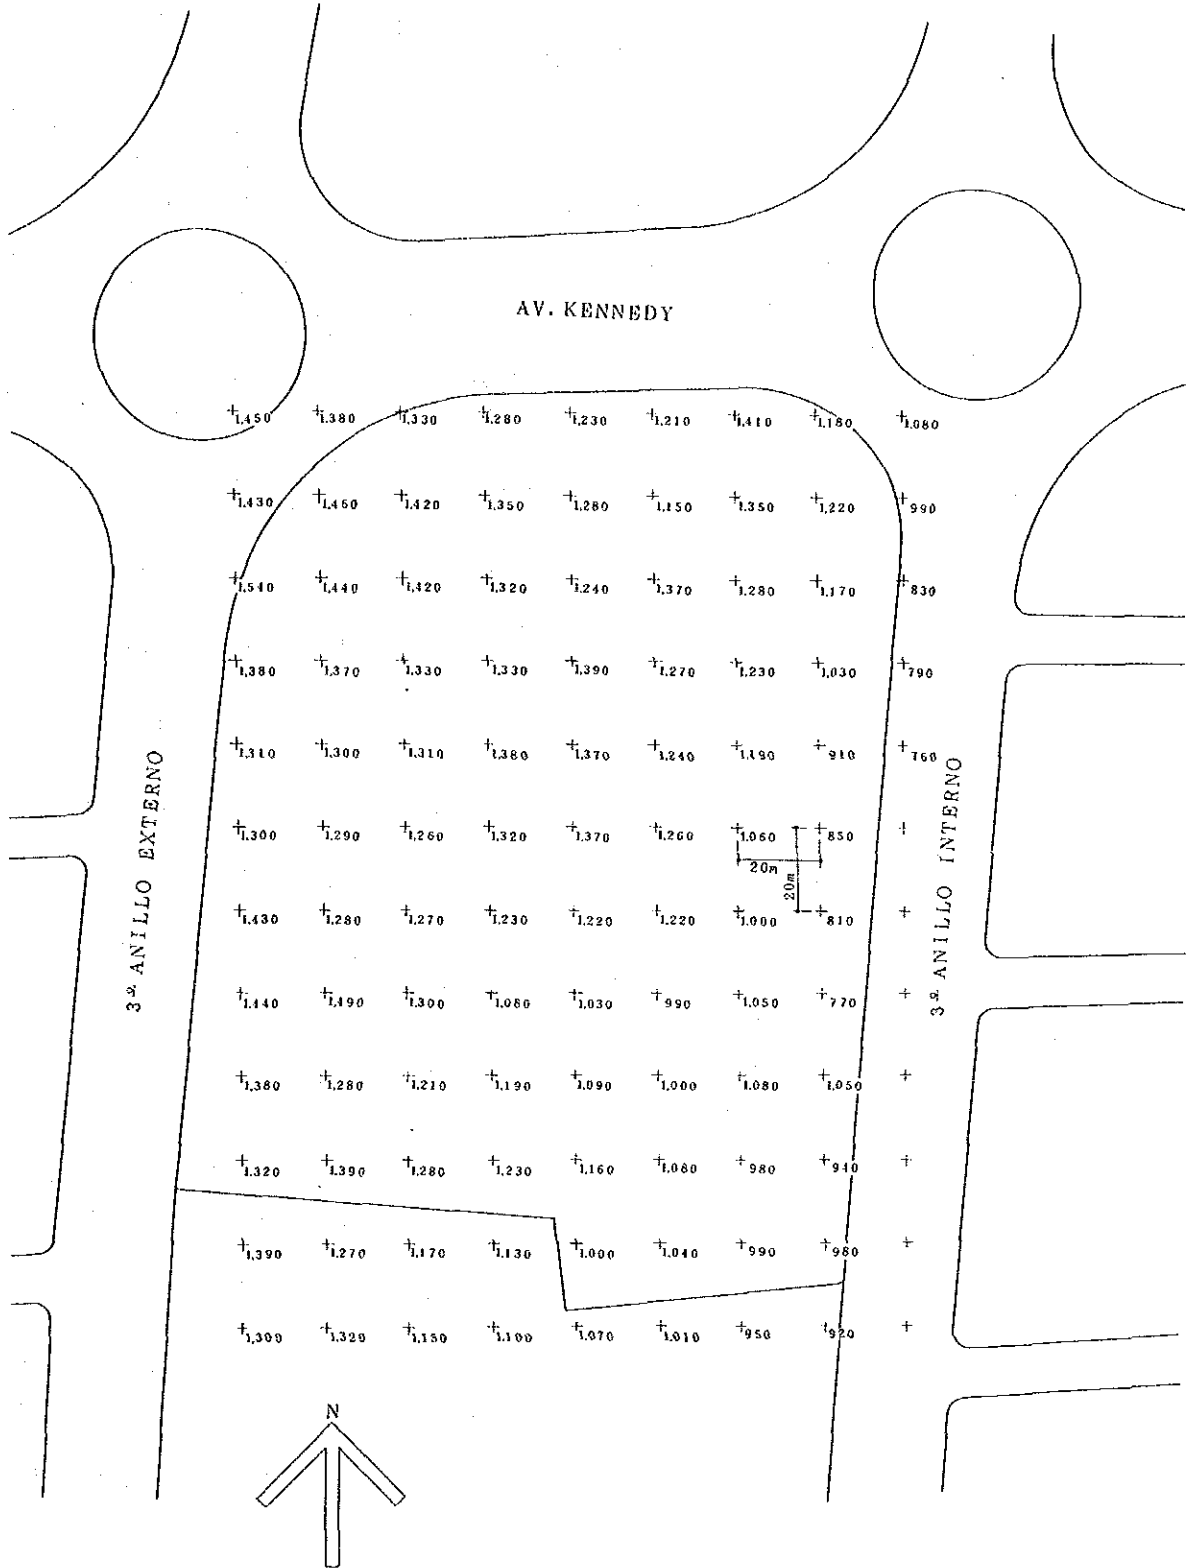 AV. KENNEDY
1.450 1.380 1.330 1.280 1.230 1.210 1.410 1.180 1.080
1.430 1.460 1.420 1.350 1.280 1.150 1.350 1.220 990
1.540 1.440 1.420 1.320 1.240 1.370 1.280 1.170 830
1.380 1.370 1.330 1.330 1.390 1.270 1.230 1.030 790
1.310 1.300 1.310 1.380 1.370 1.240 1.190 910 760
3º ANILLO EXTERNO
3º ANILLO INTERNO
1.300 1.290 1.260 1.320 1.370 1.260 1.060 850
20m
20m
1.430 1.280 1.270 1.230 1.220 1.220 1.000 810
1.440 1.490 1.300 1.080 1.030 990 1.050 770
1.380 1.280 1.210 1.190 1.090 1.000 1.080 1.050
1.320 1.390 1.280 1.230 1.160 1.080 980 940
1.390 1.270 1.170 1.130 1.000 1.040 990 980
1.300 1.320 1.150 1.100 1.070 1.010 950 920
N